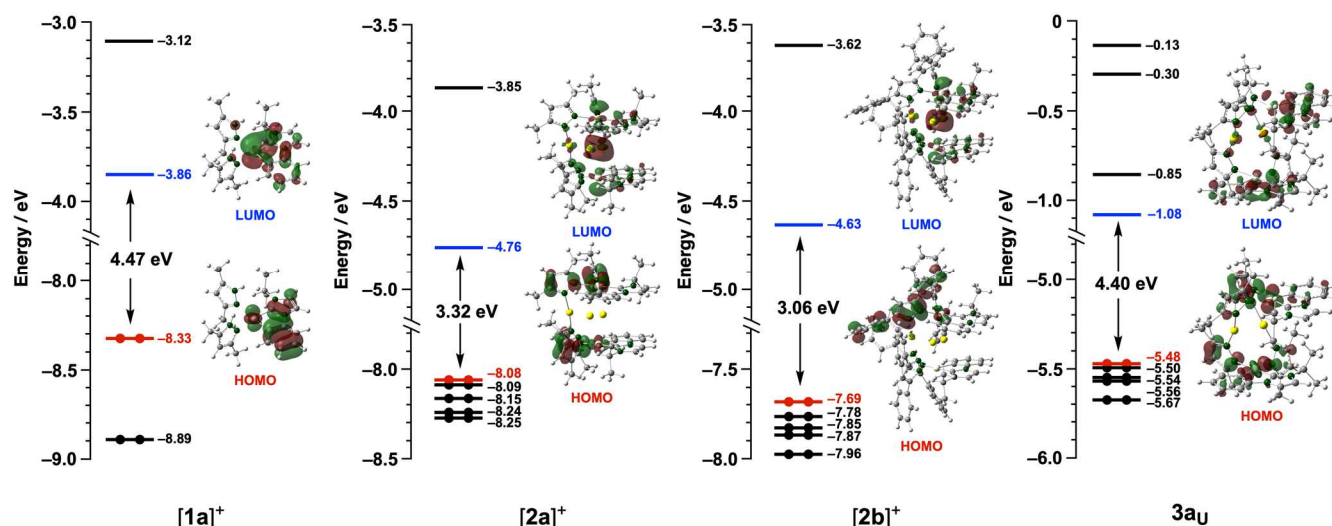 Energy / eV
–3.0
–3.5
–4.0
–8.0
–8.5
–9.0
–3.12
–3.86
LUMO
4.47 eV
–8.33
HOMO
–8.89
[1a]⁺
Energy / eV
–3.5
–4.0
–4.5
–5.0
–8.0
–8.5
–3.85
LUMO
–4.76
3.32 eV
–8.08
–8.09
–8.15
–8.24
–8.25
HOMO
[2a]⁺
Energy / eV
–3.5
–4.0
–4.5
–5.0
–7.5
–8.0
–3.62
–4.63
LUMO
3.06 eV
–7.69
–7.78
–7.85
–7.87
–7.96
HOMO
[2b]⁺
Energy / eV
0
–0.5
–1.0
–5.0
–5.5
–6.0
–0.13
–0.30
–0.85
–1.08
LUMO
4.40 eV
–5.48
–5.50
–5.54
–5.56
–5.67
HOMO
3aᵤ